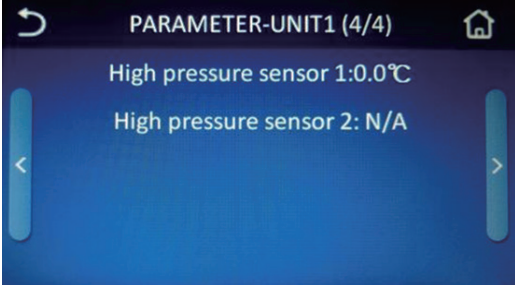 PARAMETER-UNIT1 (4/4)
High pressure sensor 1:0.0℃
High pressure sensor 2: N/A